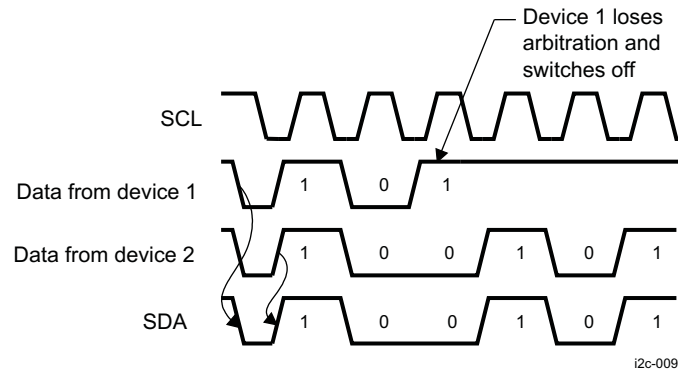 Device 1 loses
arbitration and
switches off
SCL
Data from device 1
1 0 1
Data from device 2
1 0 0 1 0 1
SDA
1 0 0 1 0 1
i2c-009